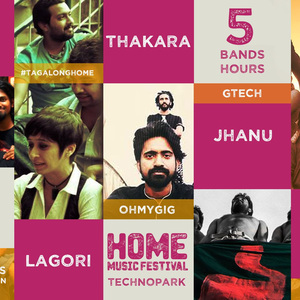 THAKARA
5
BANDS
HOURS
#TAGALONGHOME
GTECH
JHANU
OHMYGIG
LAGORI
HOME
MUSIC FESTIVAL
TECHNOPARK